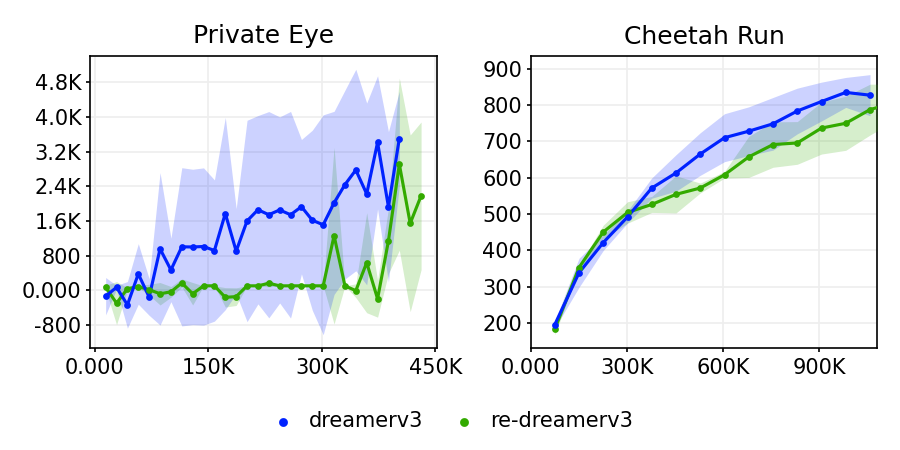 Private Eye
4.8K
4.0K
3.2K
2.4K
1.6K
800
0.000
-800
0.000 150K 300K 450K
Cheetah Run
900
800
700
600
500
400
300
200
0.000 300K 600K 900K
dreamerv3 re-dreamerv3